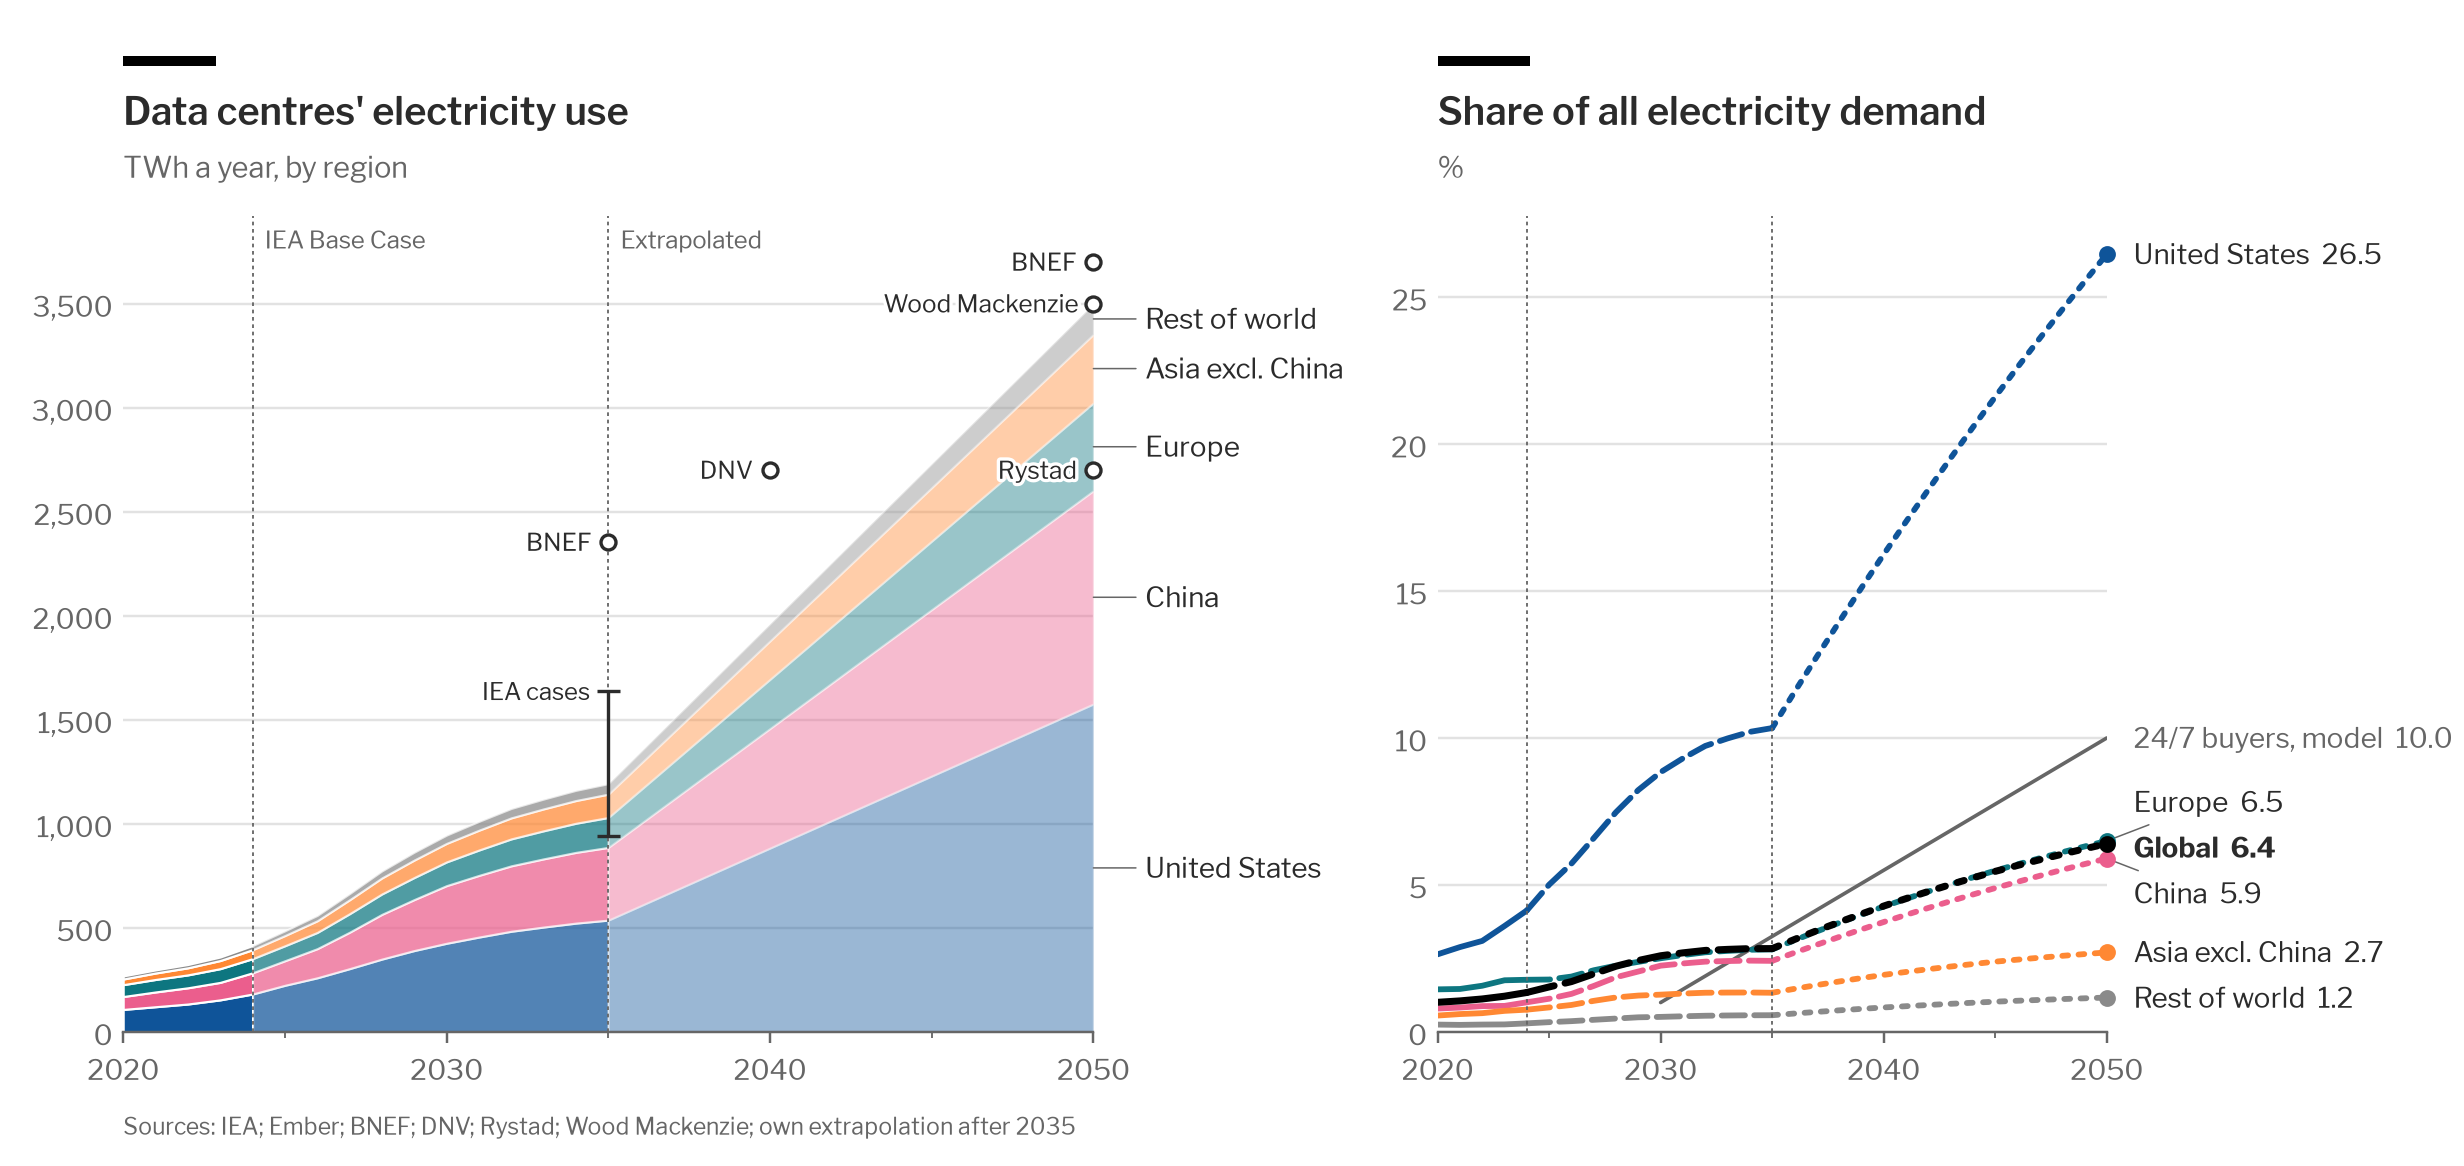 Data centres' electricity use
TWh a year, by region
IEA Base Case
Extrapolated
BNEF
Wood Mackenzie
Rest of world
Asia excl. China
Europe
DNV
Rystad
BNEF
China
IEA cases
United States
3,500
3,000
2,500
2,000
1,500
1,000
500
0
2020
2030
2040
2050
Sources: IEA; Ember; BNEF; DNV; Rystad; Wood Mackenzie; own extrapolation after 2035
Share of all electricity demand
%
25
20
15
10
5
0
2020
2030
2040
2050
United States 26.5
24/7 buyers, model 10.0
Europe 6.5
Global 6.4
China 5.9
Asia excl. China 2.7
Rest of world 1.2